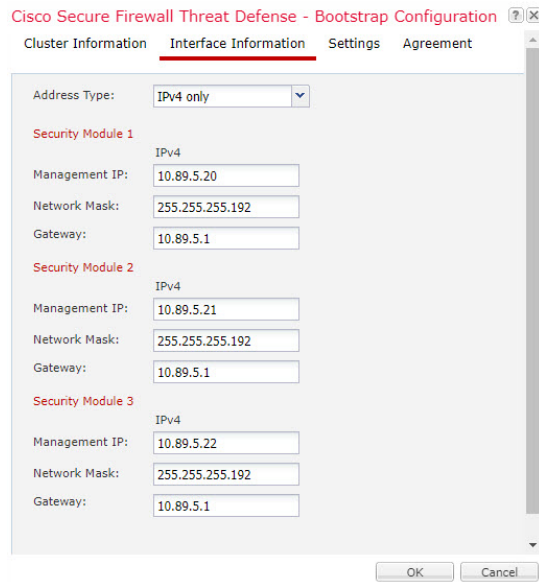 Cisco Secure Firewall Threat Defense - Bootstrap Configuration
Cluster Information Interface Information Settings Agreement
Address Type: IPv4 only
Security Module 1
IPv4
Management IP: 10.89.5.20
Network Mask: 255.255.255.192
Gateway: 10.89.5.1
Security Module 2
IPv4
Management IP: 10.89.5.21
Network Mask: 255.255.255.192
Gateway: 10.89.5.1
Security Module 3
IPv4
Management IP: 10.89.5.22
Network Mask: 255.255.255.192
Gateway: 10.89.5.1
OK Cancel